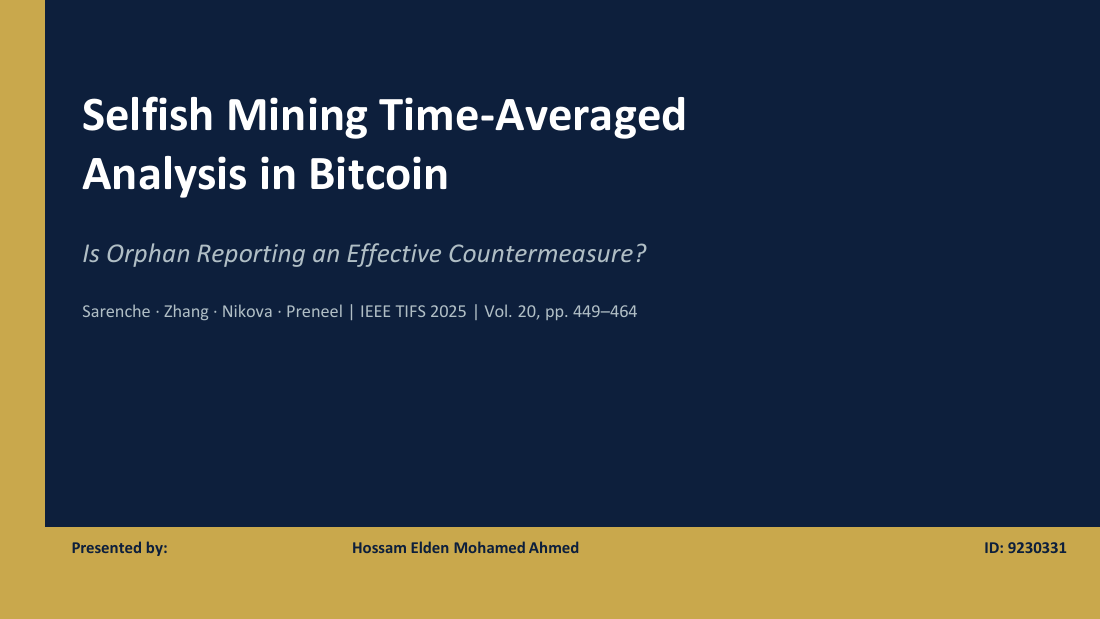 Selfish Mining Time-Averaged
Analysis in Bitcoin
Is Orphan Reporting an Effective Countermeasure?
Sarenche · Zhang · Nikova · Preneel | IEEE TIFS 2025 | Vol. 20, pp. 449–464
Presented by: Hossam Elden Mohamed Ahmed ID: 9230331